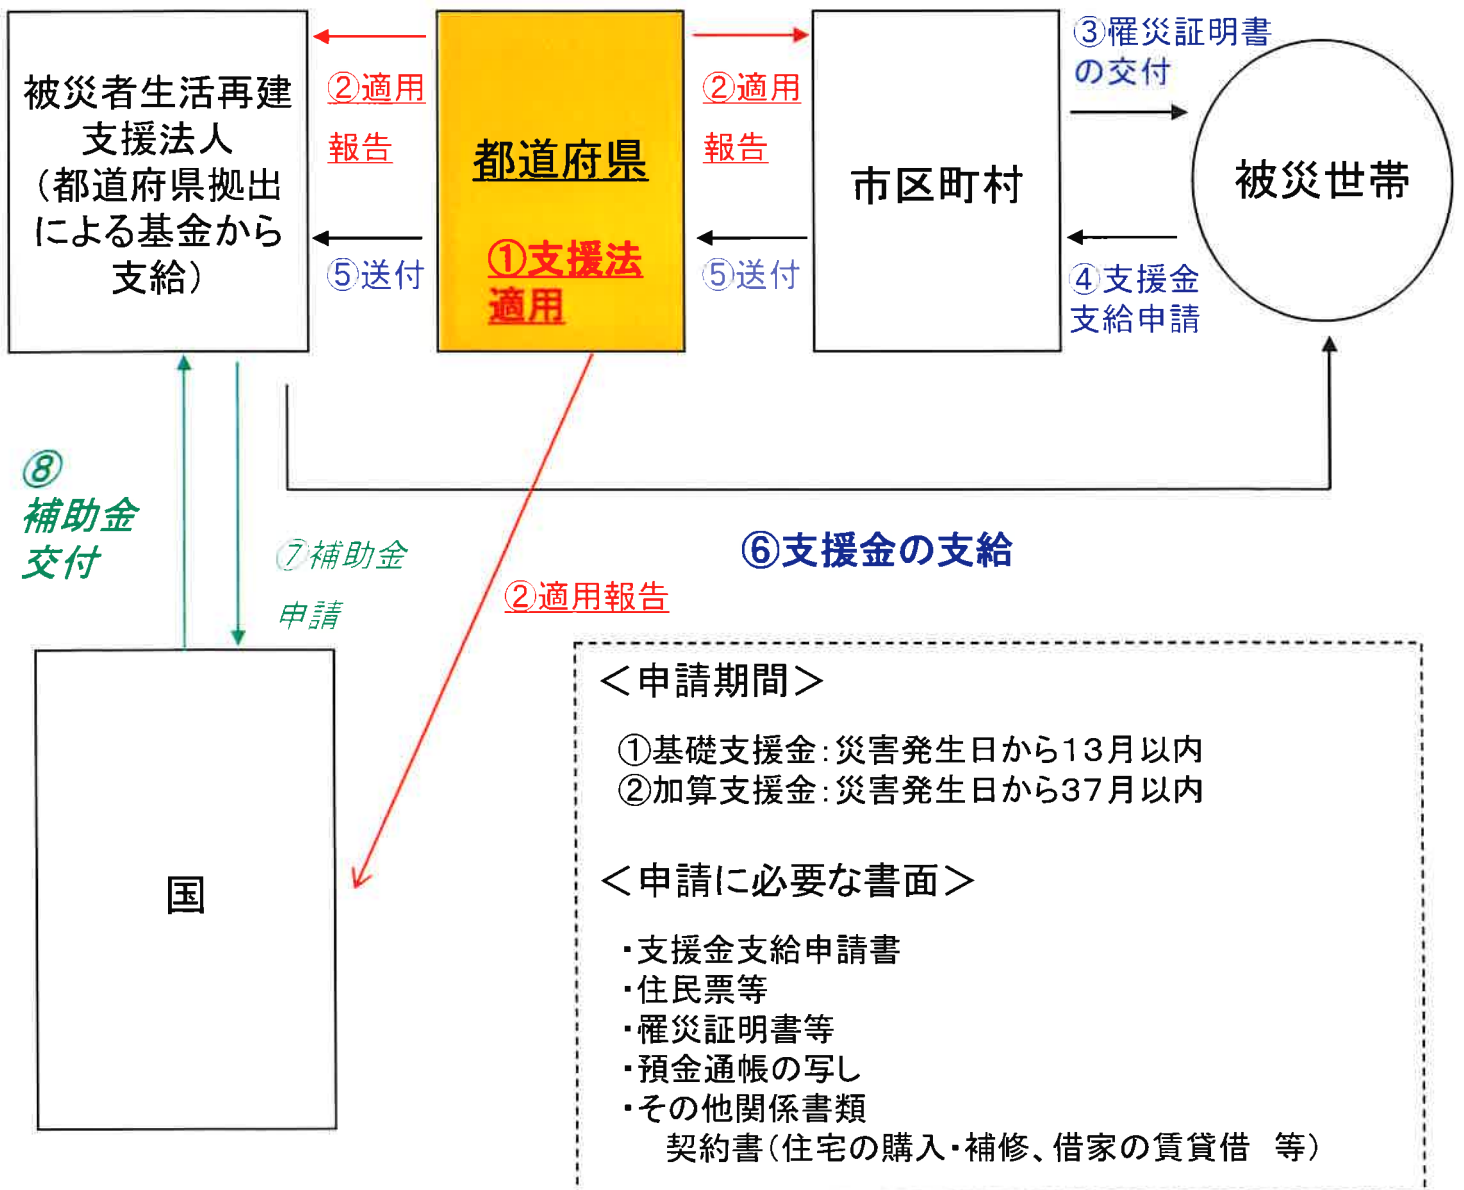 被災者生活再建
支援法人
（都道府県拠出
による基金から
支給）
②適用
報告
⑤送付
都道府県
①支援法
適用
②適用
報告
⑤送付
市区町村
③罹災証明書
の交付
④支援金
支給申請
被災世帯
⑧
補助金
交付
⑦補助金
申請
⑥支援金の支給
②適用報告
国
＜申請期間＞
①基礎支援金：災害発生日から13月以内
②加算支援金：災害発生日から37月以内
＜申請に必要な書面＞
・支援金支給申請書
・住民票等
・罹災証明書等
・預金通帳の写し
・その他関係書類
契約書（住宅の購入・補修、借家の賃貸借　等）